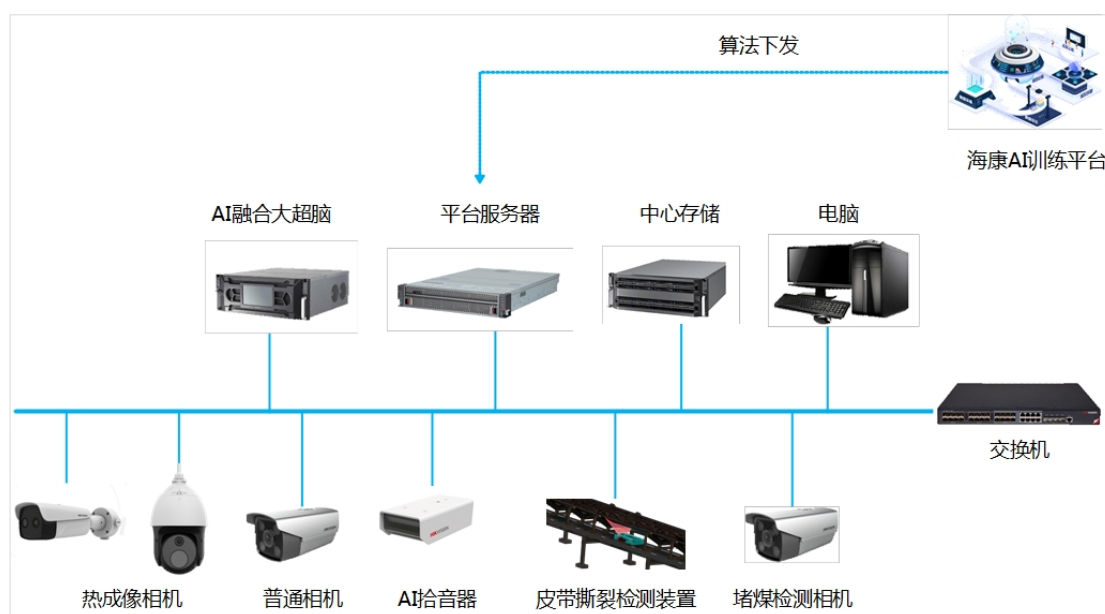 算法下发
海康AI训练平台
AI融合大超脑
平台服务器
中心存储
电脑
交换机
热成像相机
普通相机
AI拾音器
皮带撕裂检测装置
堵煤检测相机